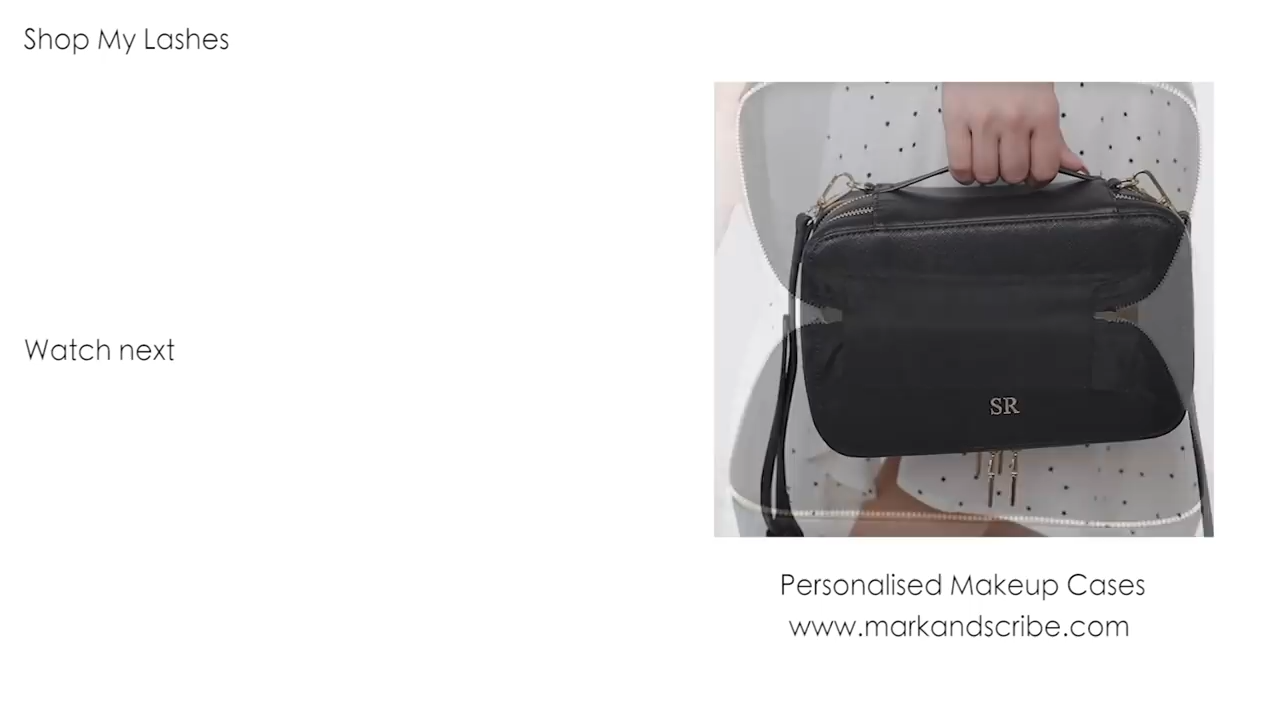 Shop My Lashes
Watch next
SR
Personalised Makeup Cases
www.markandscribe.com